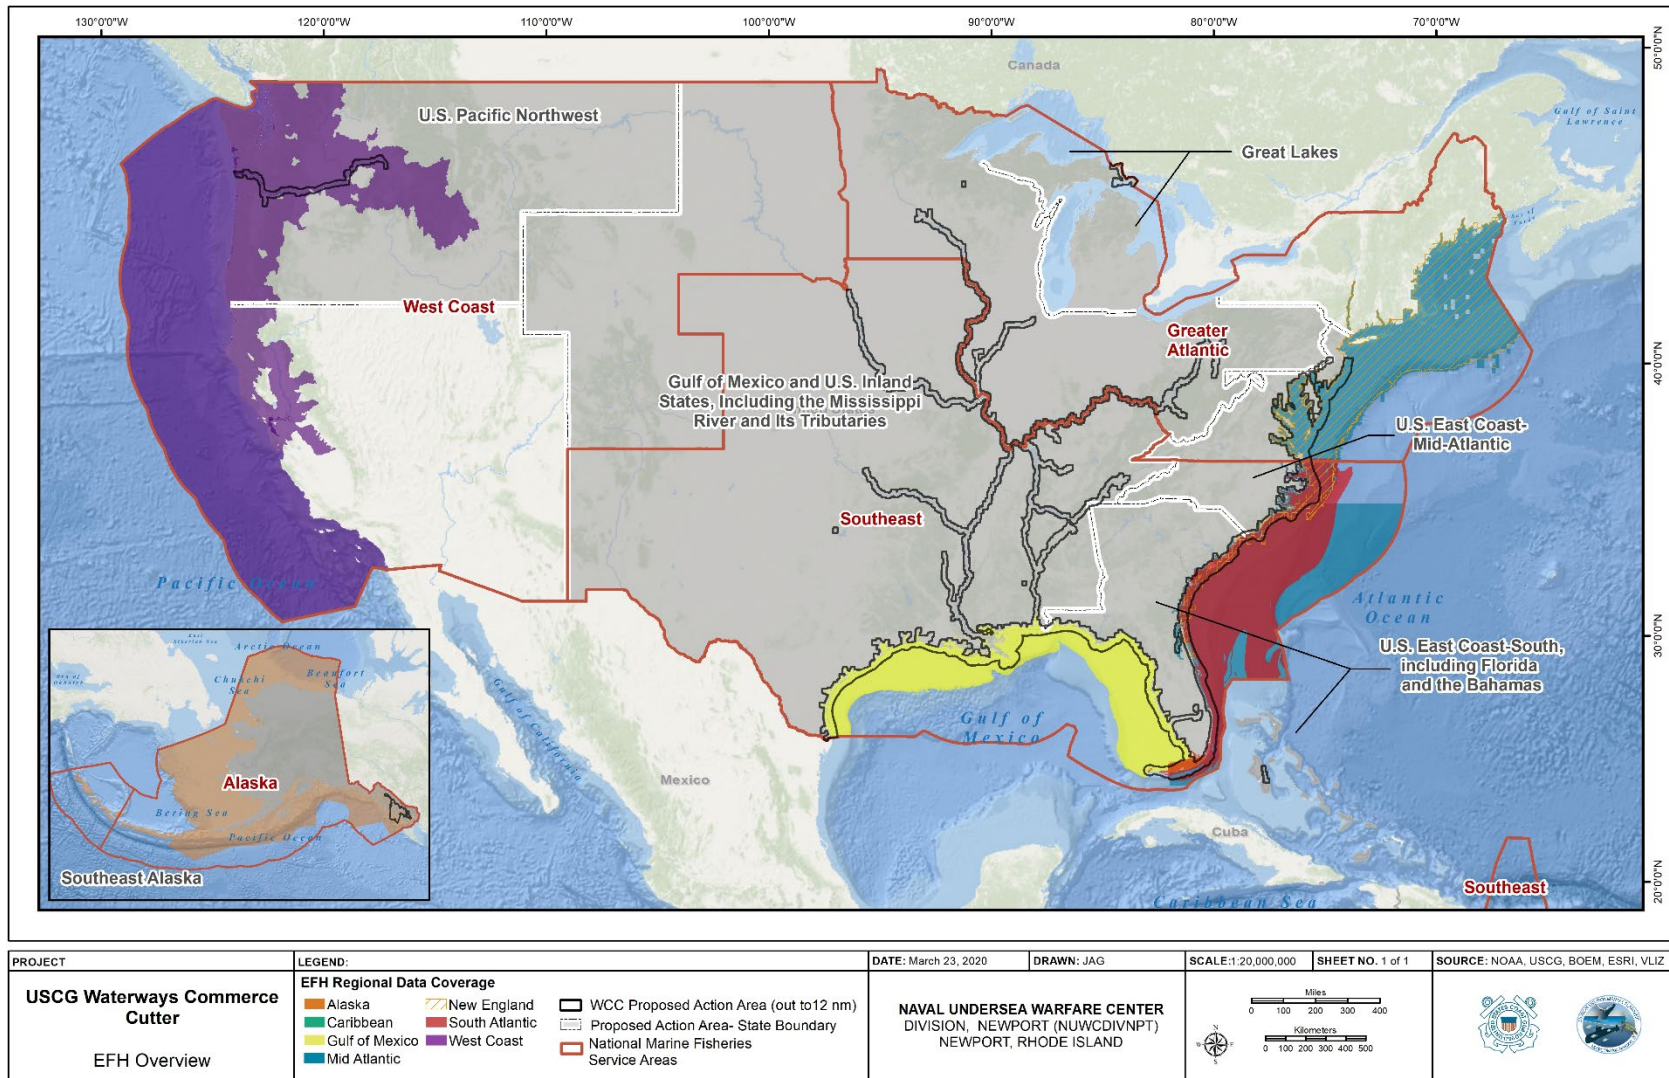 130°0'0"W
120°0'0"W
110°0'0"W
100°0'0"W
90°0'0"W
80°0'0"W
70°0'0"W
50°0'0"N
40°0'0"N
30°0'0"N
20°0'0"N
Canada
U.S. Pacific Northwest
Gulf of Saint
Lawrence
Great Lakes
West Coast
Greater
Atlantic
Gulf of Mexico and U.S. Inland
States, Including the Mississippi
River and Its Tributaries
U.S. East Coast-
Mid-Atlantic
Southeast
Pacific Ocean
Atlantic
Ocean
U.S. East Coast-South,
including Florida
and the Bahamas
Gulf of California
Gulf of
Mexico
Mexico
Cuba
Caribbean Sea
Southeast
Arctic Ocean
Chukchi
Sea
Beaufort
Sea
Alaska
Bering Sea
Pacific Ocean
Southeast Alaska
PROJECT
USCG Waterways Commerce
Cutter
EFH Overview
LEGEND:
EFH Regional Data Coverage
Alaska
Caribbean
Gulf of Mexico
Mid Atlantic
New England
South Atlantic
West Coast
WCC Proposed Action Area (out to12 nm)
Proposed Action Area- State Boundary
National Marine Fisheries
Service Areas
DATE: March 23, 2020
DRAWN: JAG
NAVAL UNDERSEA WARFARE CENTER
DIVISION, NEWPORT (NUWCDIVNPT)
NEWPORT, RHODE ISLAND
SCALE:1:20,000,000
SHEET NO. 1 of 1
Miles
0 100 200 300 400
Kilometers
0 100 200 300 400 500
N
E
S
W
SOURCE: NOAA, USCG, BOEM, ESRI, VLIZ